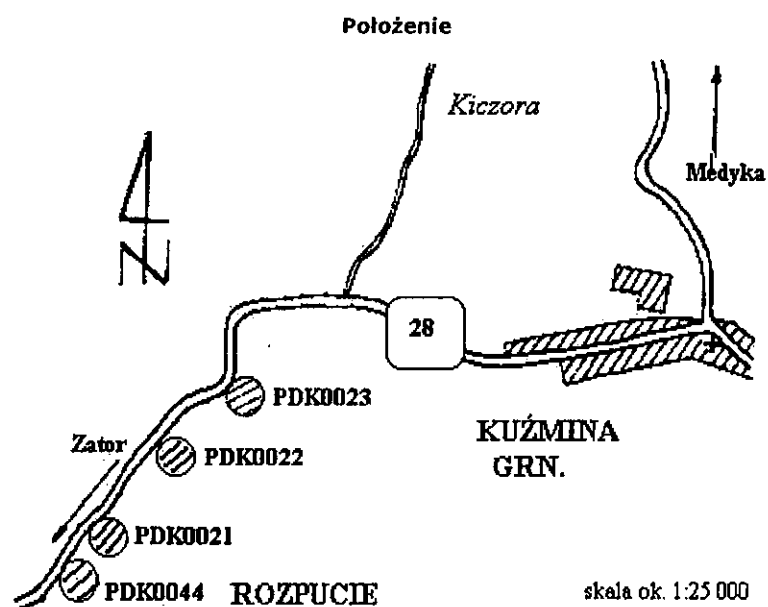 Położenie
Kiczora
Medyka
28
PDK0023
KUŹMINA
GRN.
Zator
PDK0022
PDK0021
PDK0044
ROZPUCIE
skala ok. 1:25 000